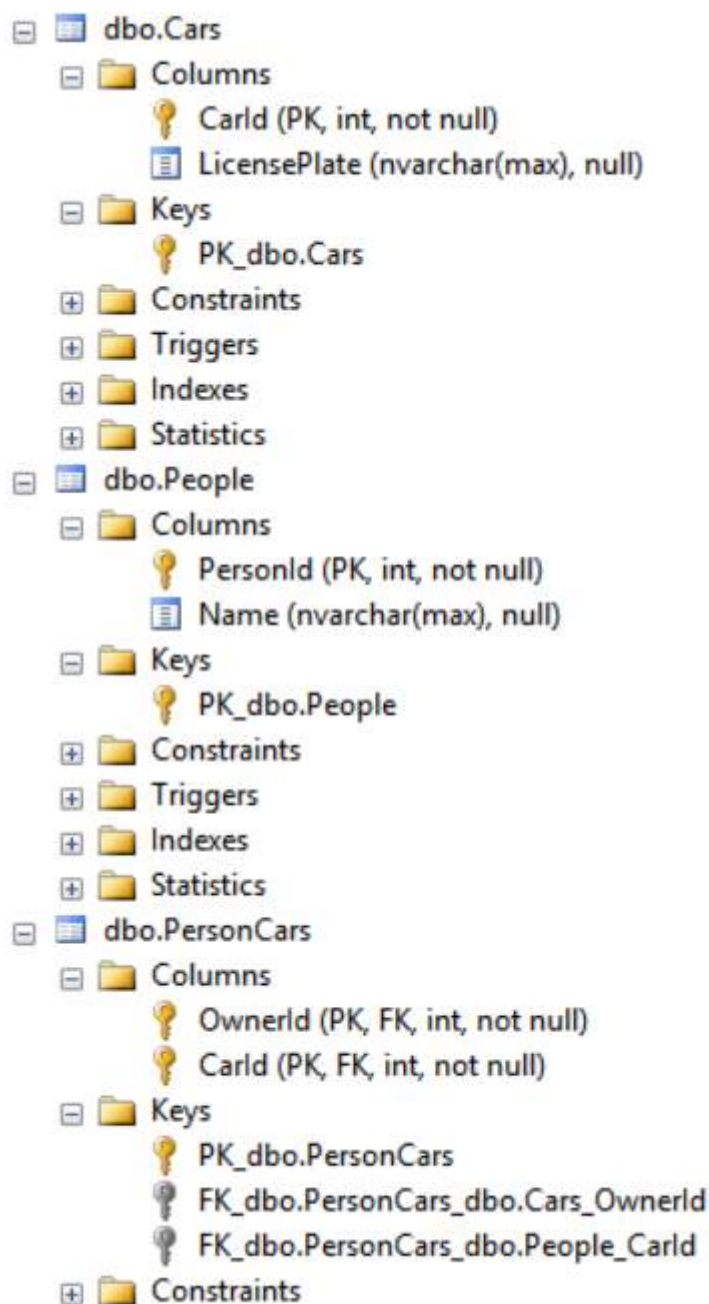 dbo.Cars
Columns
CarId (PK, int, not null)
LicensePlate (nvarchar(max), null)
Keys
PK_dbo.Cars
Constraints
Triggers
Indexes
Statistics
dbo.People
Columns
PersonId (PK, int, not null)
Name (nvarchar(max), null)
Keys
PK_dbo.People
Constraints
Triggers
Indexes
Statistics
dbo.PersonCars
Columns
OwnerId (PK, FK, int, not null)
CarId (PK, FK, int, not null)
Keys
PK_dbo.PersonCars
FK_dbo.PersonCars_dbo.Cars_OwnerId
FK_dbo.PersonCars_dbo.People_CarId
Constraints